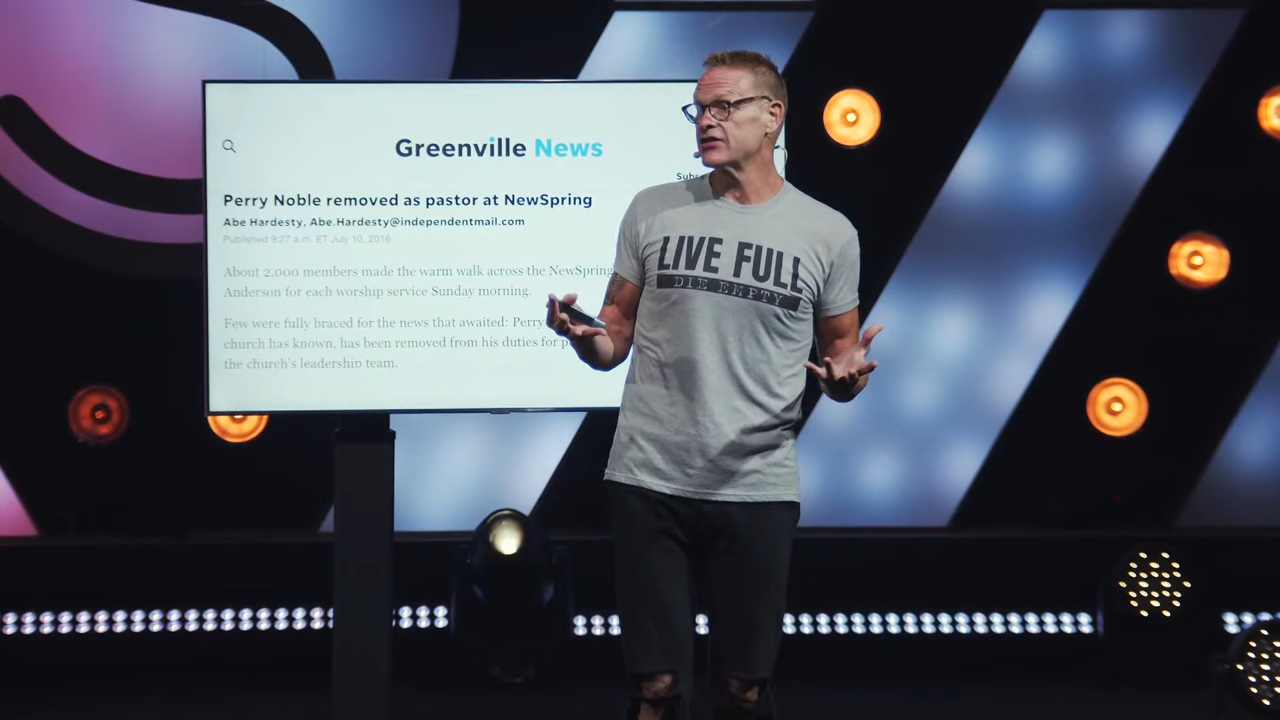 Greenville News
Subs
Perry Noble removed as pastor at NewSpring
Abe Hardesty, Abe.Hardesty@independentmail.com
Published 9:27 a.m. ET July 10, 2016
About 2,000 members made the warm walk across the NewSpring
Anderson for each worship service Sunday morning.
Few were fully braced for the news that awaited: Perry
church has known, has been removed from his duties for
the church's leadership team.
LIVE FULL
DIE EMPTY